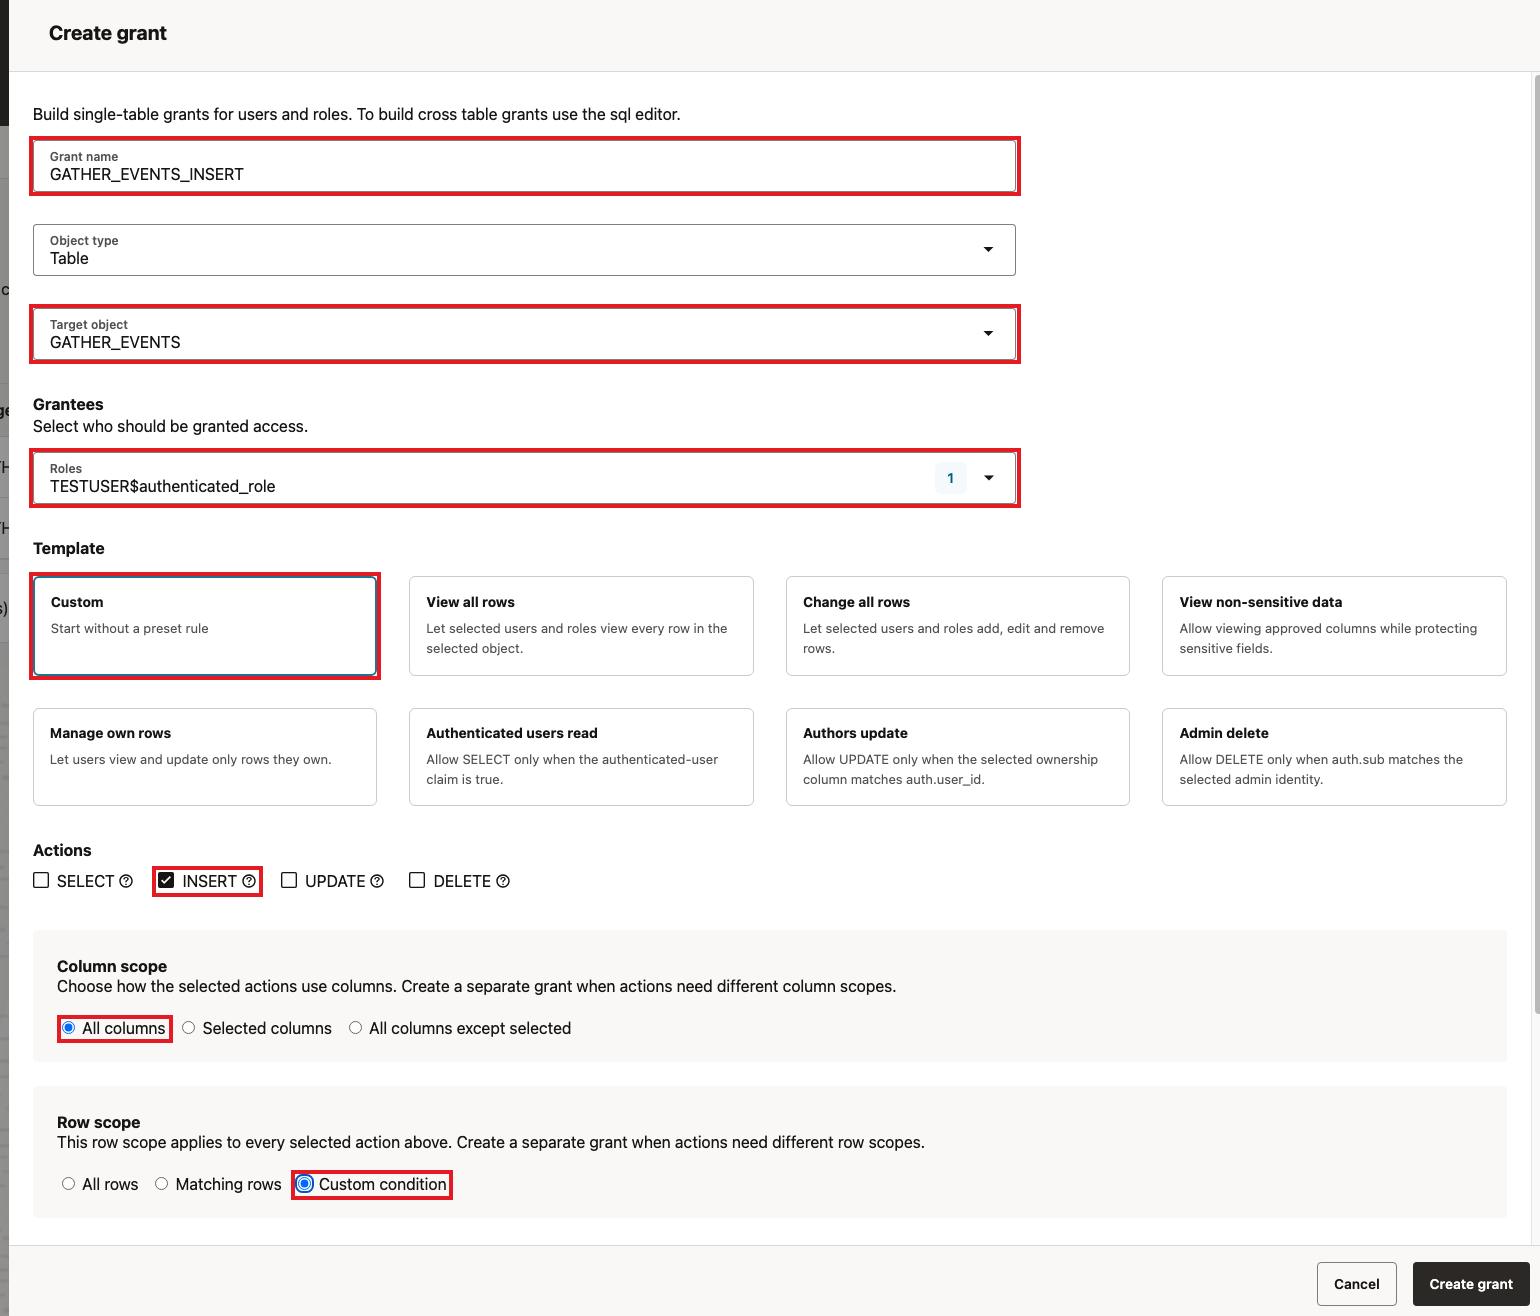 Create grant
Build single-table grants for users and roles. To build cross table grants use the sql editor.
Grant name
GATHER_EVENTS_INSERT
Object type
Table
Target object
GATHER_EVENTS
Grantees
Select who should be granted access.
Roles
TESTUSER$authenticated_role
1
Template
Custom
Start without a preset rule
View all rows
Let selected users and roles view every row in the
selected object.
Change all rows
Let selected users and roles add, edit and remove
rows.
View non-sensitive data
Allow viewing approved columns while protecting
sensitive fields.
Manage own rows
Let users view and update only rows they own.
Authenticated users read
Allow SELECT only when the authenticated-user
claim is true.
Authors update
Allow UPDATE only when the selected ownership
column matches auth.user_id.
Admin delete
Allow DELETE only when auth.sub matches the
selected admin identity.
Actions
SELECT INSERT UPDATE DELETE
Column scope
Choose how the selected actions use columns. Create a separate grant when actions need different column scopes.
All columns Selected columns All columns except selected
Row scope
This row scope applies to every selected action above. Create a separate grant when actions need different row scopes.
All rows Matching rows Custom condition
Cancel Create grant